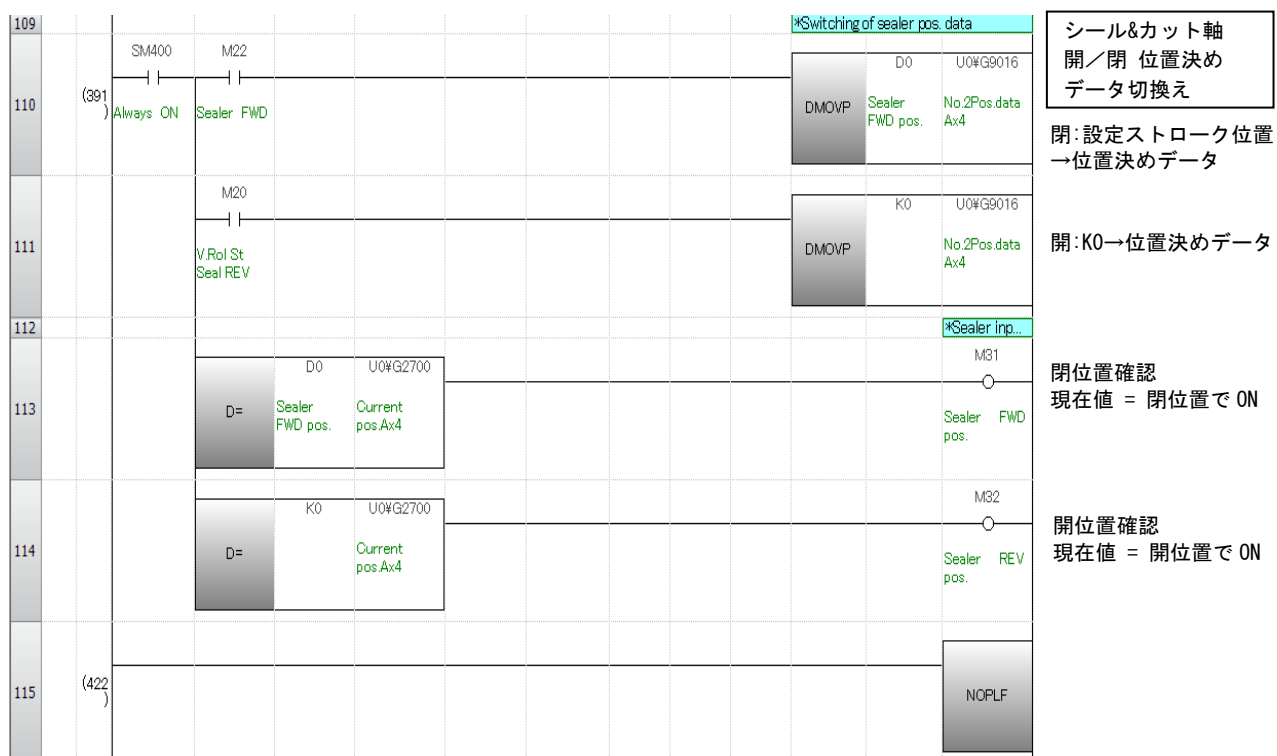 109
*Switching of sealer pos. data
シール&カット軸
開／閉 位置決め
データ切換え
SM400 M22 D0 U0¥G9016
110 (391) DMOVP
Always ON Sealer FWD Sealer FWD pos. No.2Pos.data Ax4
閉:設定ストローク位置
→位置決めデータ
M20 K0 U0¥G9016
111 DMOVP
V.Rol St Seal REV No.2Pos.data Ax4
開:K0→位置決めデータ
112
*Sealer inp...
D0 U0¥G2700 M31
113 D=
Sealer FWD pos. Current pos.Ax4 Sealer FWD pos.
閉位置確認
現在値 = 閉位置で ON
K0 U0¥G2700 M32
114 D=
Current pos.Ax4 Sealer REV pos.
開位置確認
現在値 = 開位置で ON
115 (422) NOPLF